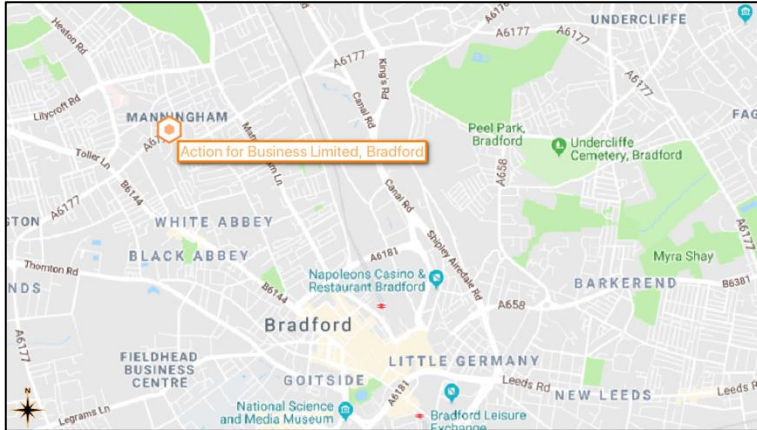 UNDERCLIFFE
Heaton Rd
A6177
A6177
King's Rd
Canal Rd
Lilycroft Rd
MANNINGHAM
Peel Park,
Bradford
Undercliffe
Cemetery, Bradford
Action for Business Limited, Bradford
Toller Ln
A658
A6177
B6144
Canal Rd
WHITE ABBEY
BLACK ABBEY
Thornton Rd
A6181
Shipley Airedale Rd
Myra Shay
B6144
Napoleons Casino &
Restaurant Bradford
BARKEREND
B6381
NDS
A658
A6177
Bradford
FIELDHEAD
BUSINESS
CENTRE
LITTLE GERMANY
GOITSIDE
A6181
Leeds Rd
NEW LEEDS
Leeds R
N
Legrams Ln
National Science
and Media Museum
Bradford Leisure
Exchange